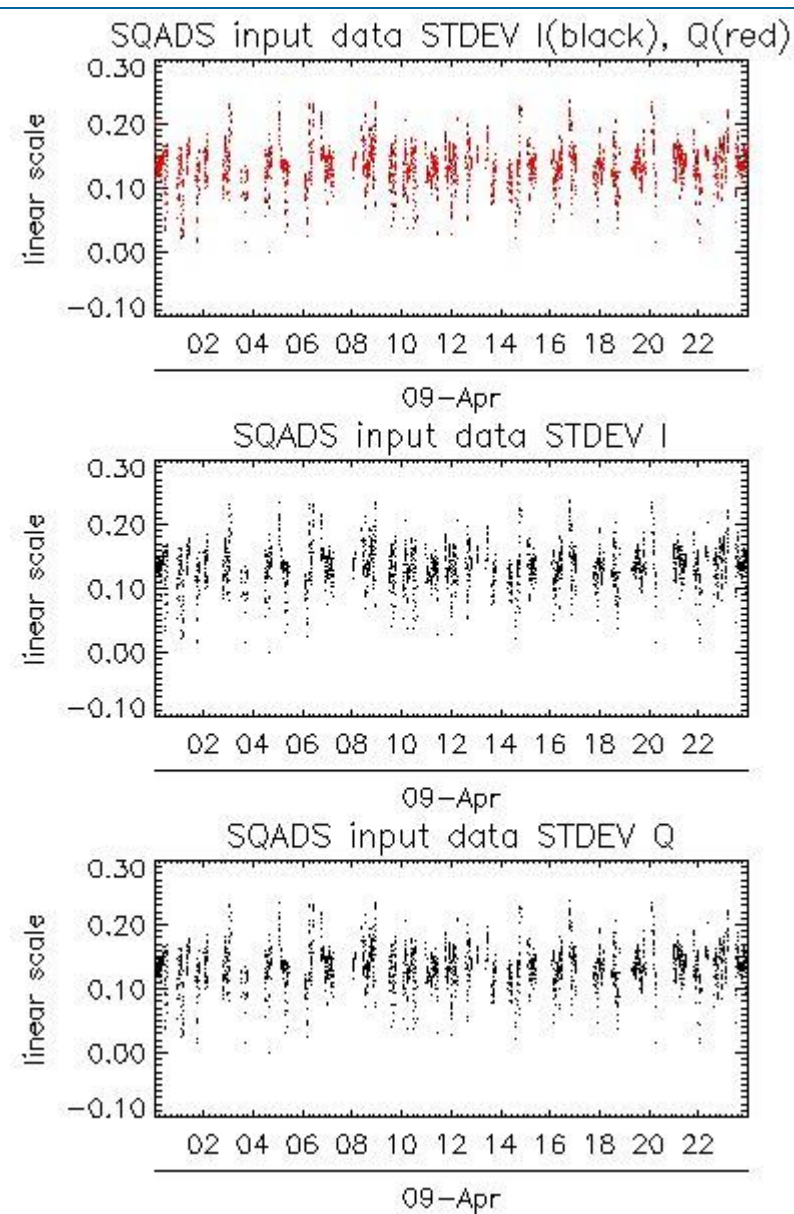 SQADS input data STDEV I(black), Q(red)
0.30
0.20
0.10
0.00
-0.10
linear scale
02 04 06 08 10 12 14 16 18 20 22
09-Apr
SQADS input data STDEV I
0.30
0.20
0.10
0.00
-0.10
linear scale
02 04 06 08 10 12 14 16 18 20 22
09-Apr
SQADS input data STDEV Q
0.30
0.20
0.10
0.00
-0.10
linear scale
02 04 06 08 10 12 14 16 18 20 22
09-Apr